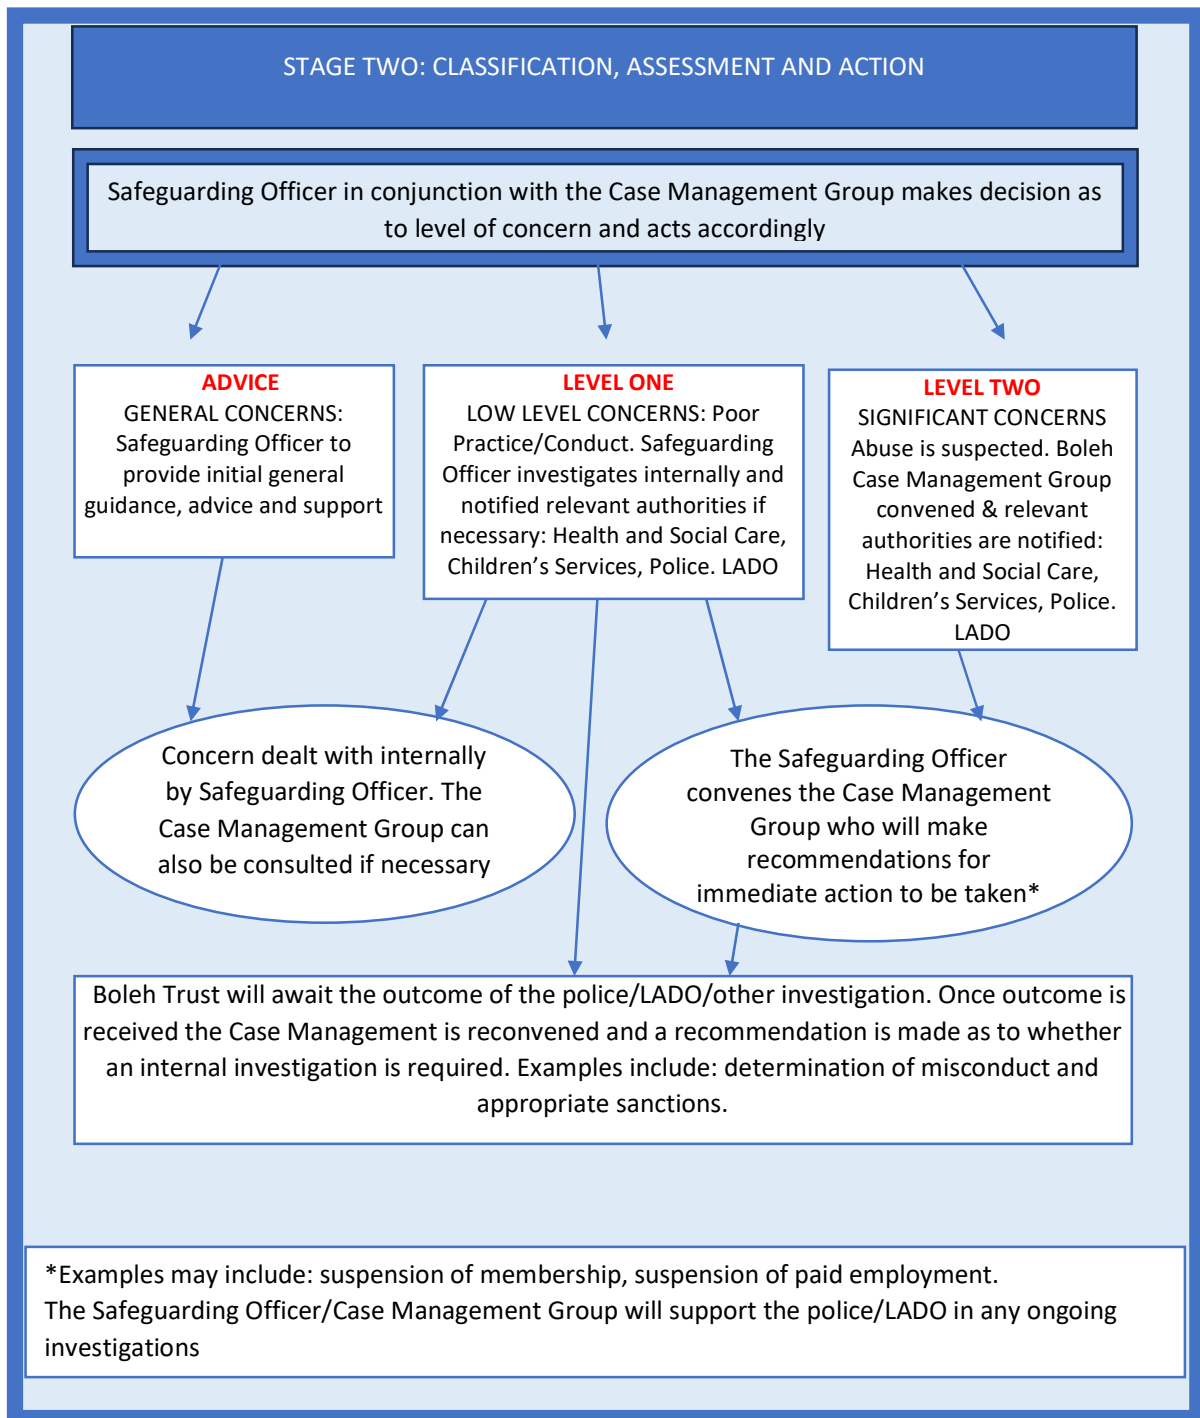 STAGE TWO: CLASSIFICATION, ASSESSMENT AND ACTION
Safeguarding Officer in conjunction with the Case Management Group makes decision as
to level of concern and acts accordingly
ADVICE
GENERAL CONCERNS:
Safeguarding Officer to
provide initial general
guidance, advice and support
LEVEL ONE
LOW LEVEL CONCERNS: Poor
Practice/Conduct. Safeguarding
Officer investigates internally and
notified relevant authorities if
necessary: Health and Social Care,
Children’s Services, Police. LADO
LEVEL TWO
SIGNIFICANT CONCERNS
Abuse is suspected. Boleh
Case Management Group
convened & relevant
authorities are notified:
Health and Social Care,
Children’s Services, Police.
LADO
Concern dealt with internally
by Safeguarding Officer. The
Case Management Group can
also be consulted if necessary
The Safeguarding Officer
convenes the Case Management
Group who will make
recommendations for
immediate action to be taken*
Boleh Trust will await the outcome of the police/LADO/other investigation. Once outcome is
received the Case Management is reconvened and a recommendation is made as to whether
an internal investigation is required. Examples include: determination of misconduct and
appropriate sanctions.
*Examples may include: suspension of membership, suspension of paid employment.
The Safeguarding Officer/Case Management Group will support the police/LADO in any ongoing
investigations